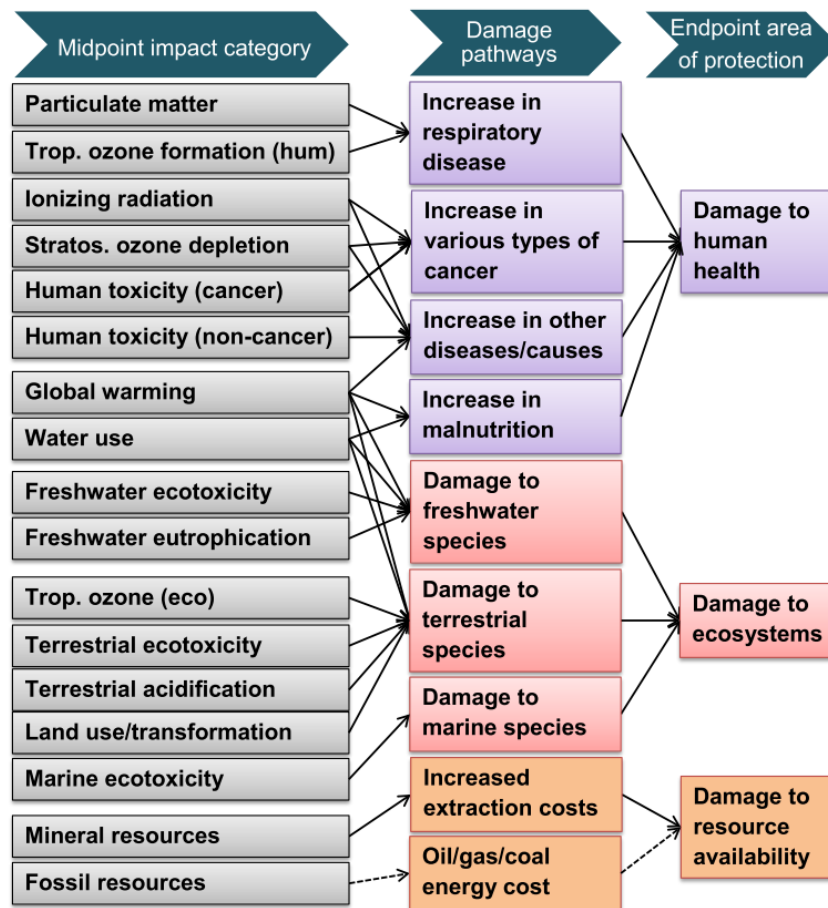 Midpoint impact category
Damage
pathways
Endpoint area
of protection
Particulate matter
Trop. ozone formation (hum)
Ionizing radiation
Stratos. ozone depletion
Human toxicity (cancer)
Human toxicity (non-cancer)
Global warming
Water use
Freshwater ecotoxicity
Freshwater eutrophication
Trop. ozone (eco)
Terrestrial ecotoxicity
Terrestrial acidification
Land use/transformation
Marine ecotoxicity
Mineral resources
Fossil resources
Increase in
respiratory
disease
Increase in
various types of
cancer
Increase in other
diseases/causes
Increase in
malnutrition
Damage to
freshwater
species
Damage to
terrestrial
species
Damage to
marine species
Increased
extraction costs
Oil/gas/coal
energy cost
Damage to
human
health
Damage to
ecosystems
Damage to
resource
availability